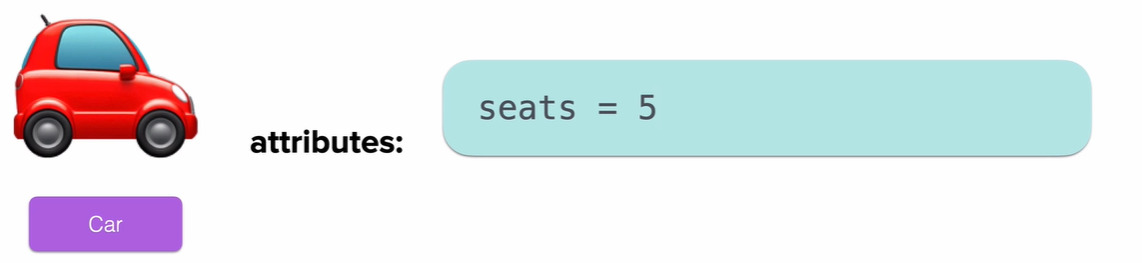 seats = 5
attributes:
Car